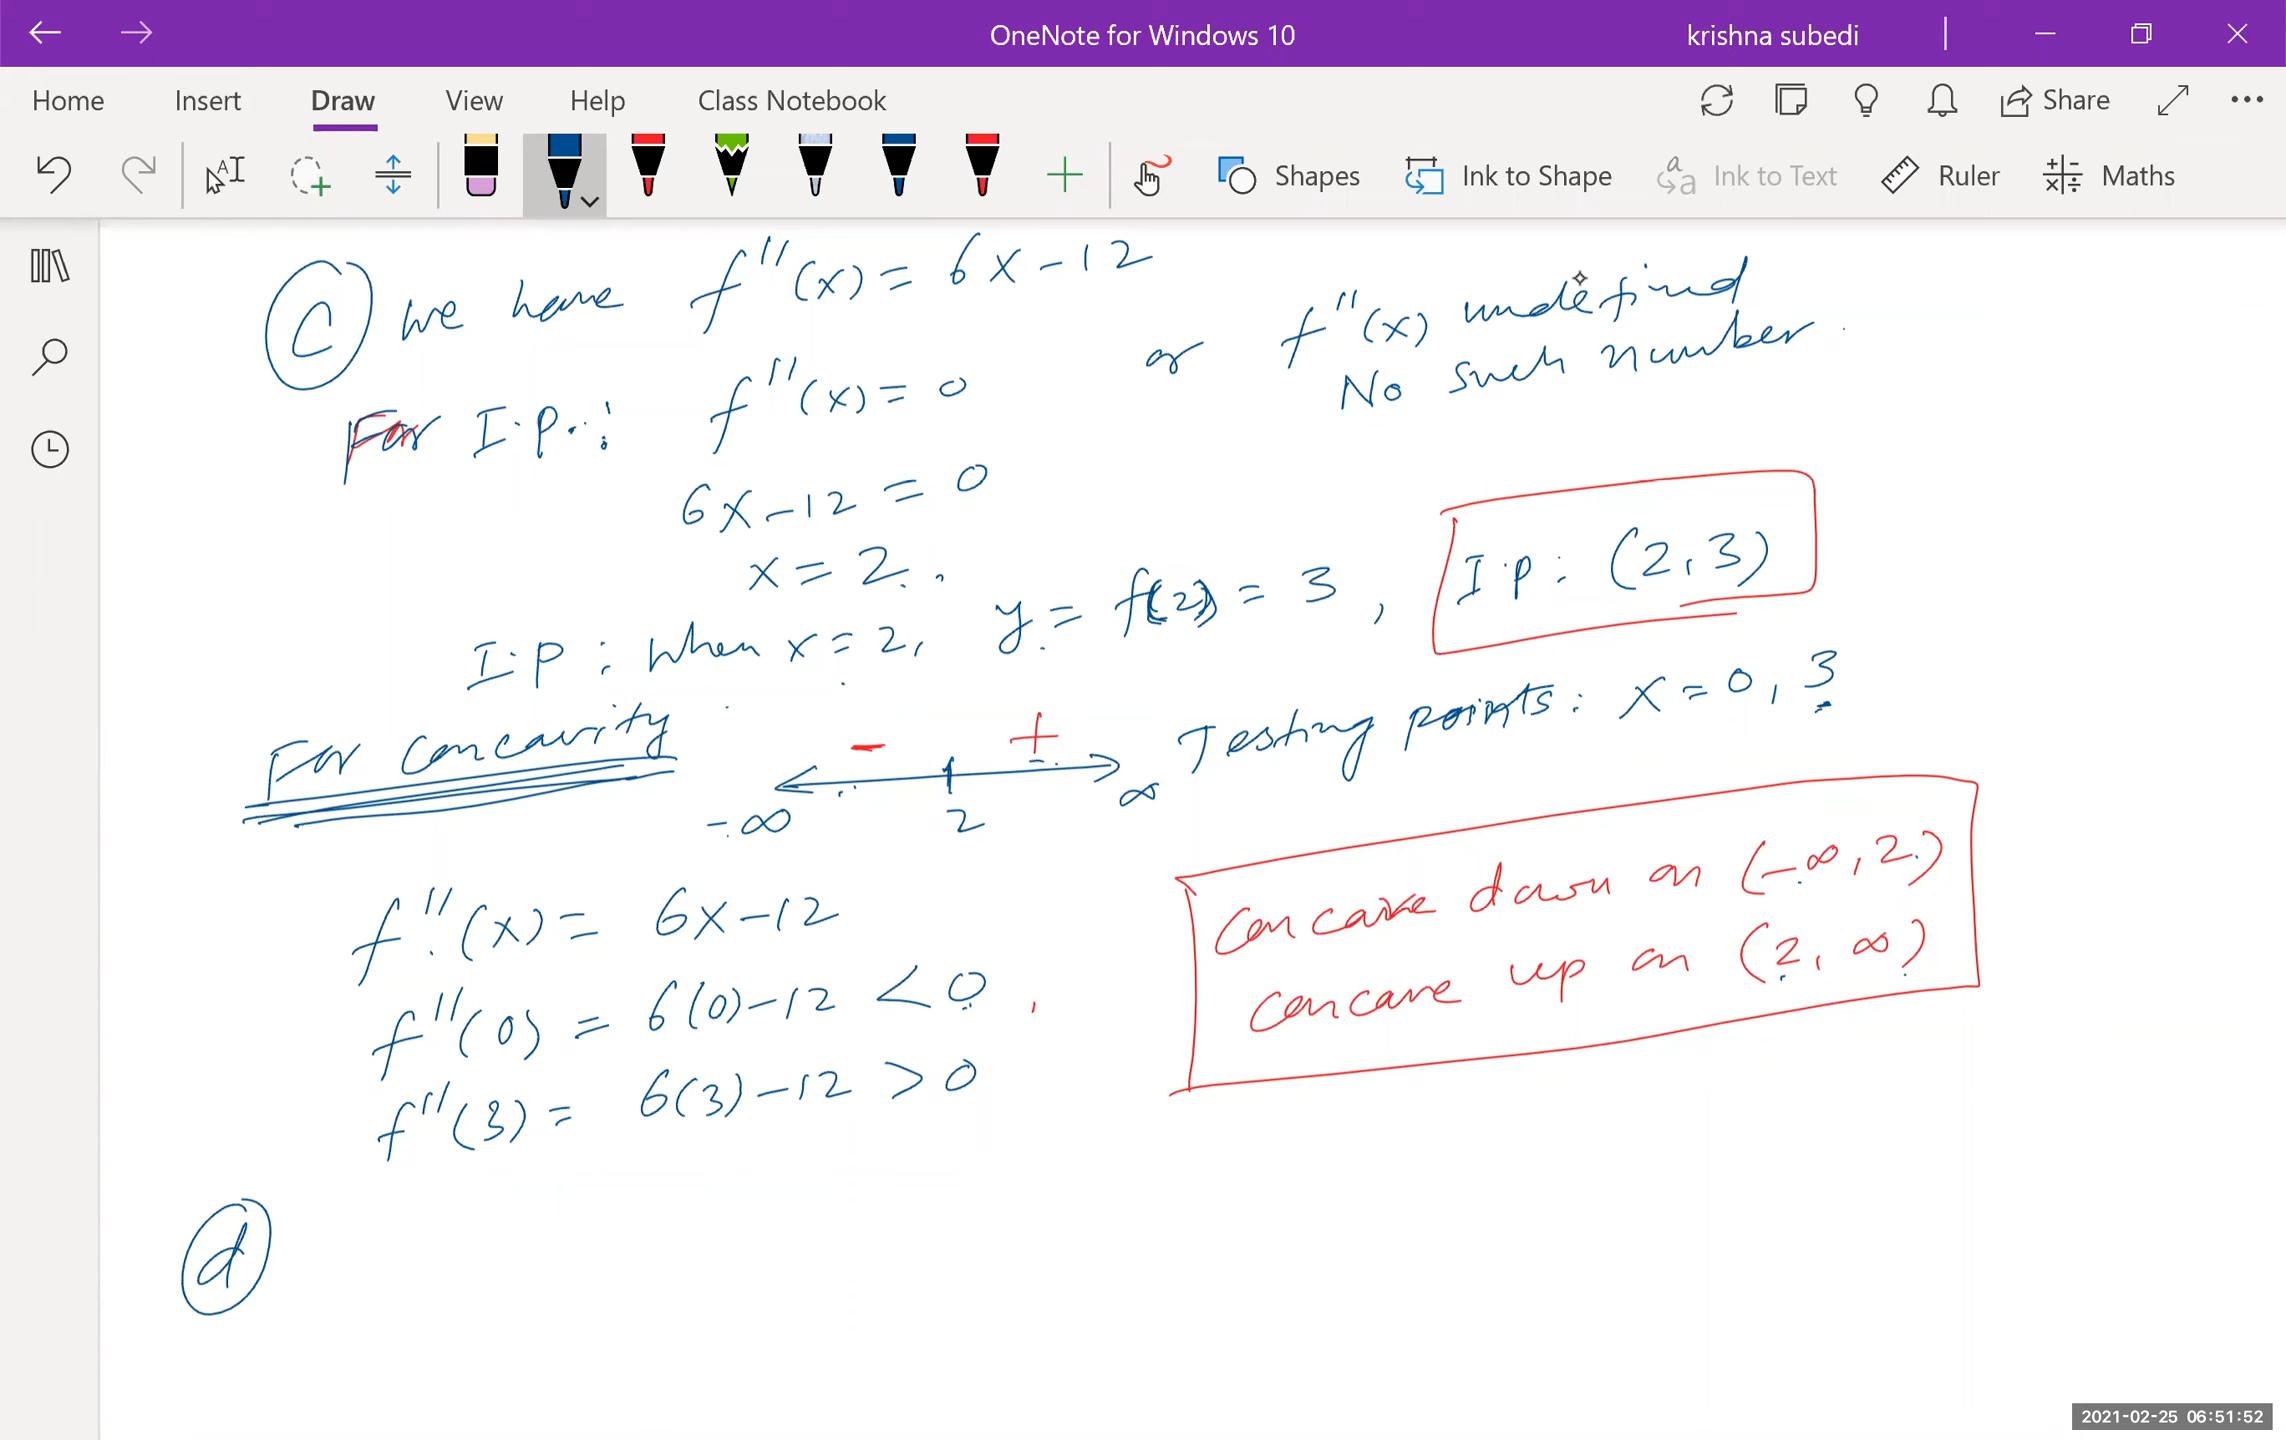 OneNote for Windows 10
krishna subedi
Home Insert Draw View Help Class Notebook Share
Shapes Ink to Shape Ink to Text Ruler Maths
C We have f''(x) = 6x-12
or f''(x) undefind
No such number
For I.P.: f''(x) = 0
6x-12 = 0
x = 2.
I.P: When x = 2, y = f(2) = 3, I.P: (2,3)
For Concavity
- +
-∞ 2 ∞
Testing points: x = 0, 3
f''(x) = 6x-12
f''(0) = 6(0)-12 < 0,
f''(3) = 6(3)-12 > 0
Concave down on (-∞, 2)
Concave up on (2, ∞)
d
2021-02-25 06:51:52